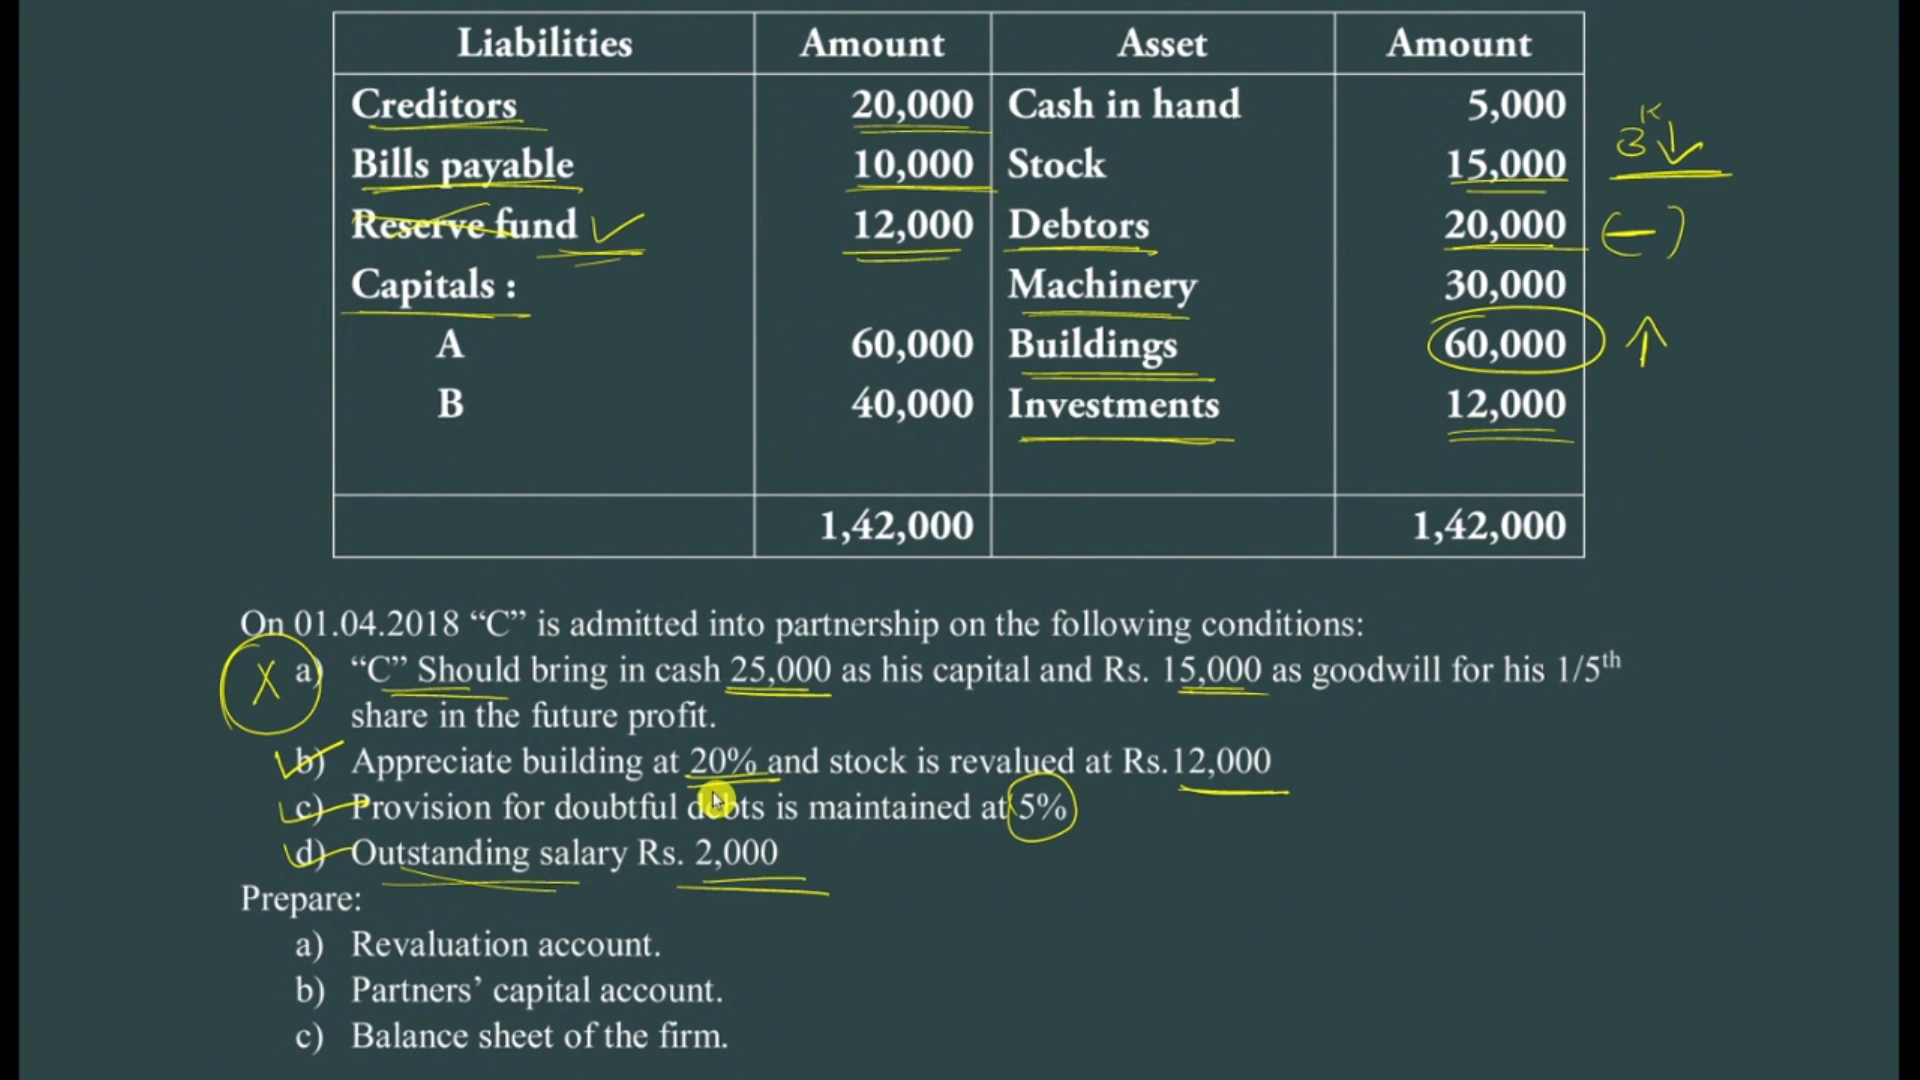 Liabilities Amount Asset Amount
Creditors 20,000 Cash in hand 5,000
Bills payable 10,000 Stock 15,000 3K
Reserve fund 12,000 Debtors 20,000 (−)
Capitals : Machinery 30,000
A 60,000 Buildings 60,000
B 40,000 Investments 12,000
1,42,000 1,42,000
On 01.04.2018 “C” is admitted into partnership on the following conditions:
X a) “C” Should bring in cash 25,000 as his capital and Rs. 15,000 as goodwill for his 1/5th
share in the future profit.
b) Appreciate building at 20% and stock is revalued at Rs.12,000
c) Provision for doubtful debts is maintained at 5%
d) Outstanding salary Rs. 2,000
Prepare:
a) Revaluation account.
b) Partners’ capital account.
c) Balance sheet of the firm.